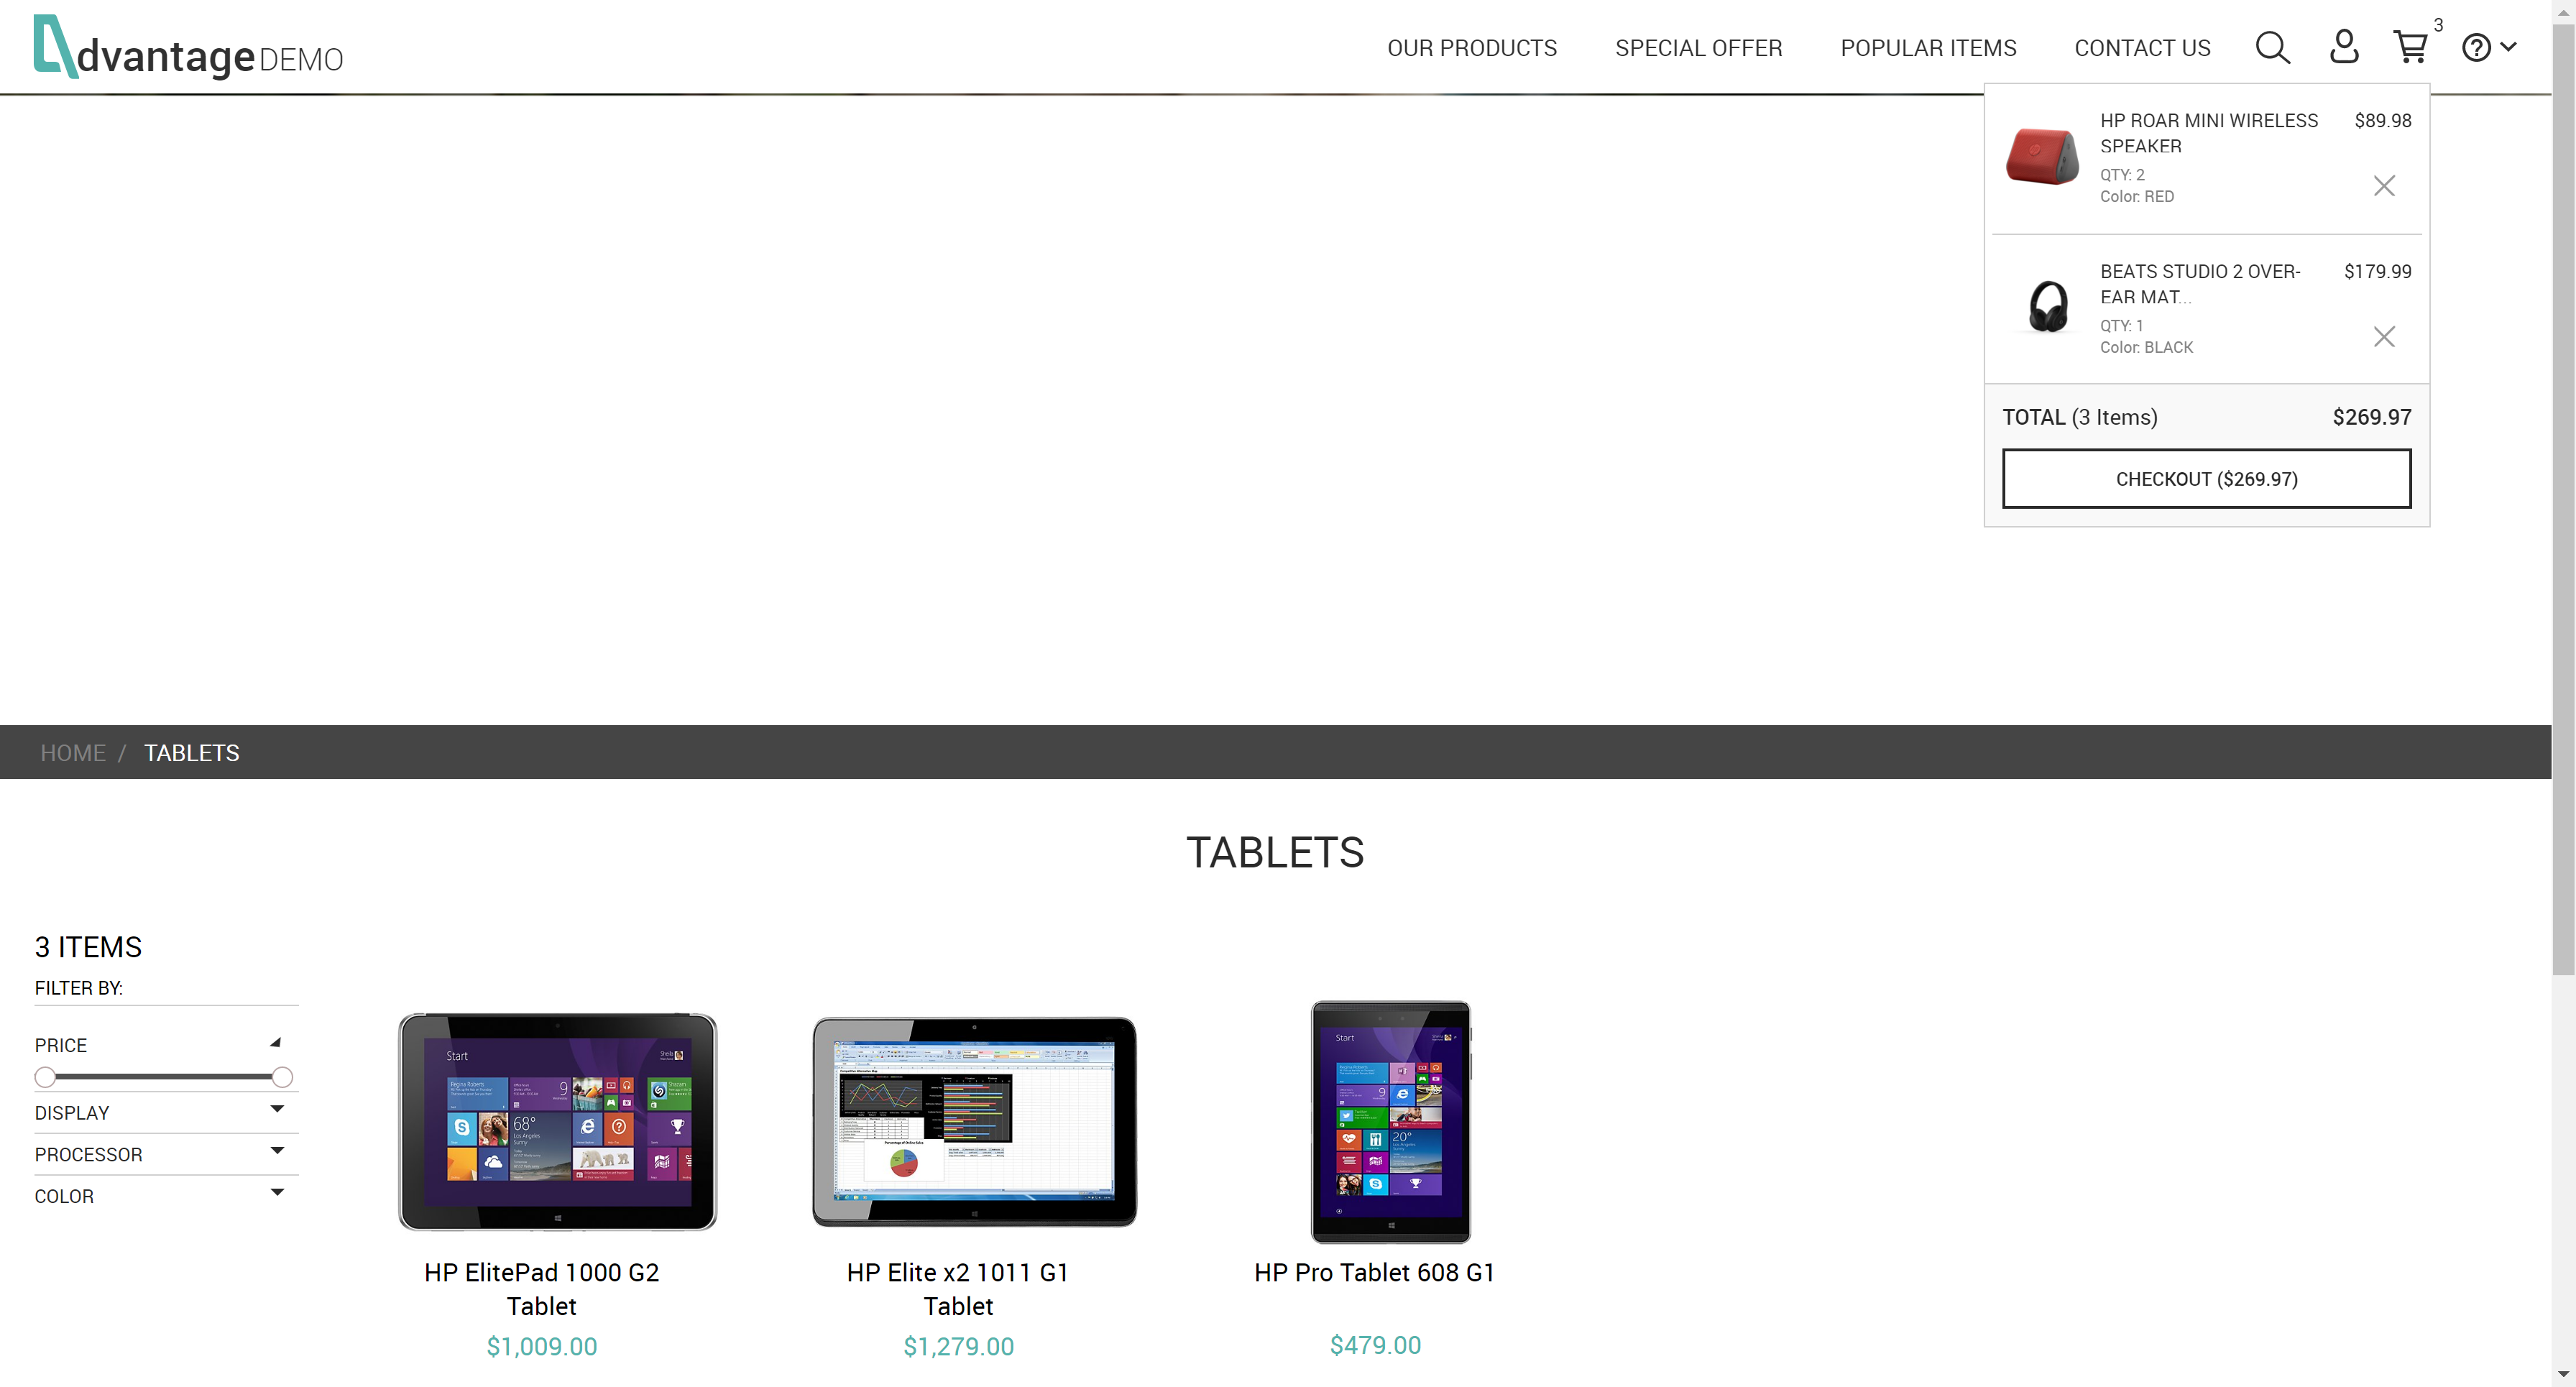 dvantage DEMO
OUR PRODUCTS
SPECIAL OFFER
POPULAR ITEMS
CONTACT US
3
HP ROAR MINI WIRELESS
SPEAKER
$89.98
QTY: 2
Color: RED
BEATS STUDIO 2 OVER-
EAR MAT...
$179.99
QTY: 1
Color: BLACK
TOTAL (3 Items)
$269.97
CHECKOUT ($269.97)
HOME / TABLETS
TABLETS
3 ITEMS
FILTER BY:
PRICE
DISPLAY
PROCESSOR
COLOR
Start
68°
Start
20°
HP ElitePad 1000 G2
Tablet
$1,009.00
HP Elite x2 1011 G1
Tablet
$1,279.00
HP Pro Tablet 608 G1
$479.00